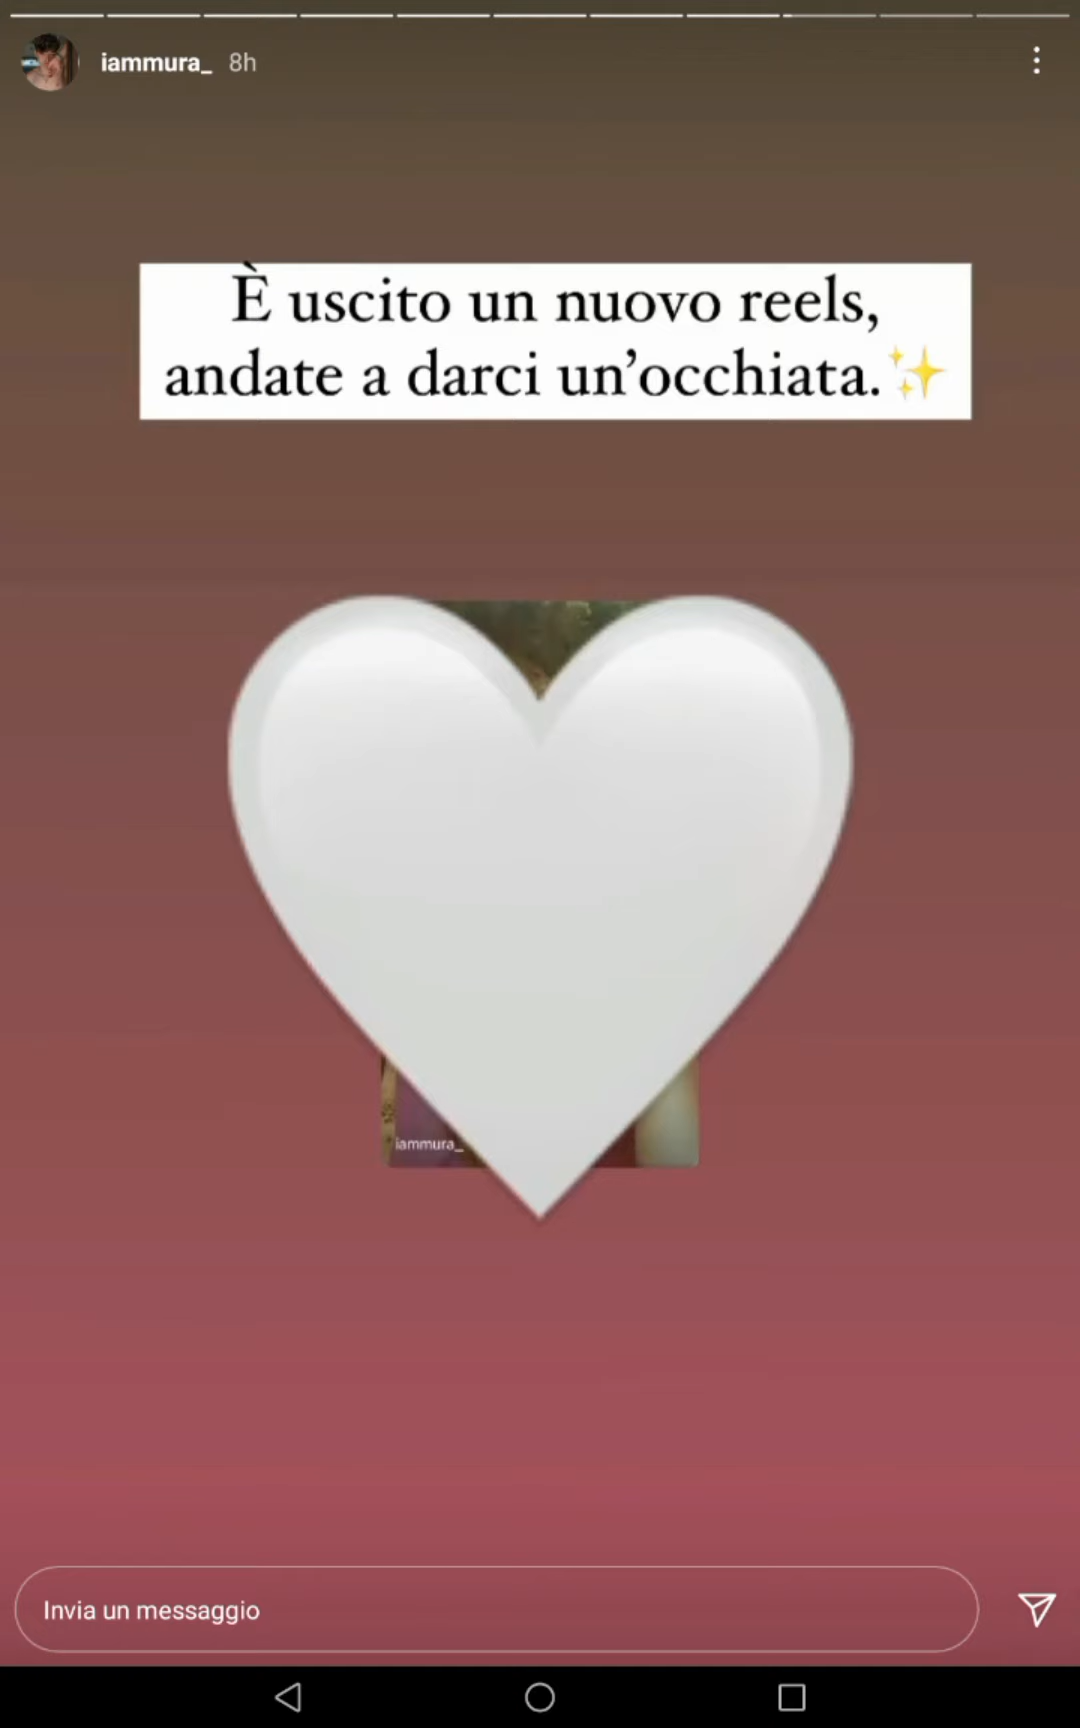 iammura_ 8h
È uscito un nuovo reels,
andate a darci un’occhiata.✨
iammura_
Invia un messaggio